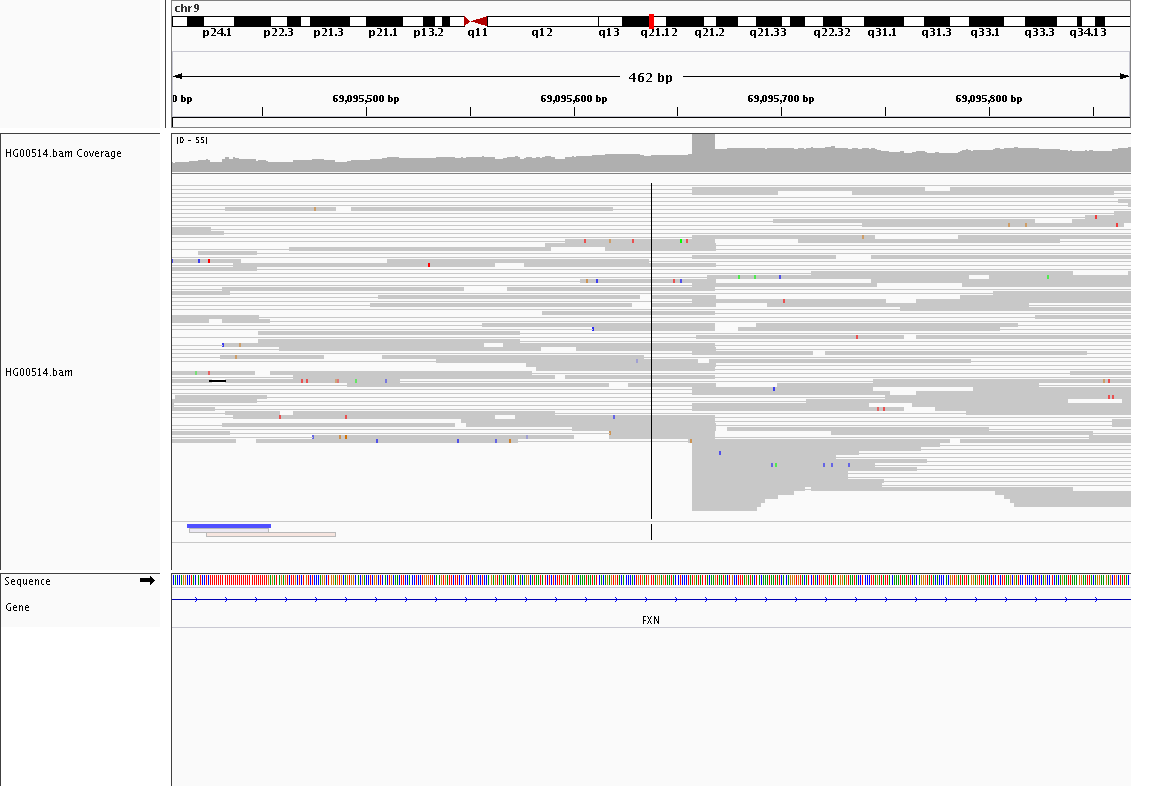 chr9
p24.1 p22.3 p21.3 p21.1 p13.2 q11 q12 q13 q21.12 q21.2 q21.33 q22.32 q31.1 q31.3 q33.1 q33.3 q34.13
462 bp
0 bp 69,095,500 bp 69,095,600 bp 69,095,700 bp 69,095,800 bp
[0 - 55]
HG00514.bam Coverage
HG00514.bam
Sequence
Gene
FXN